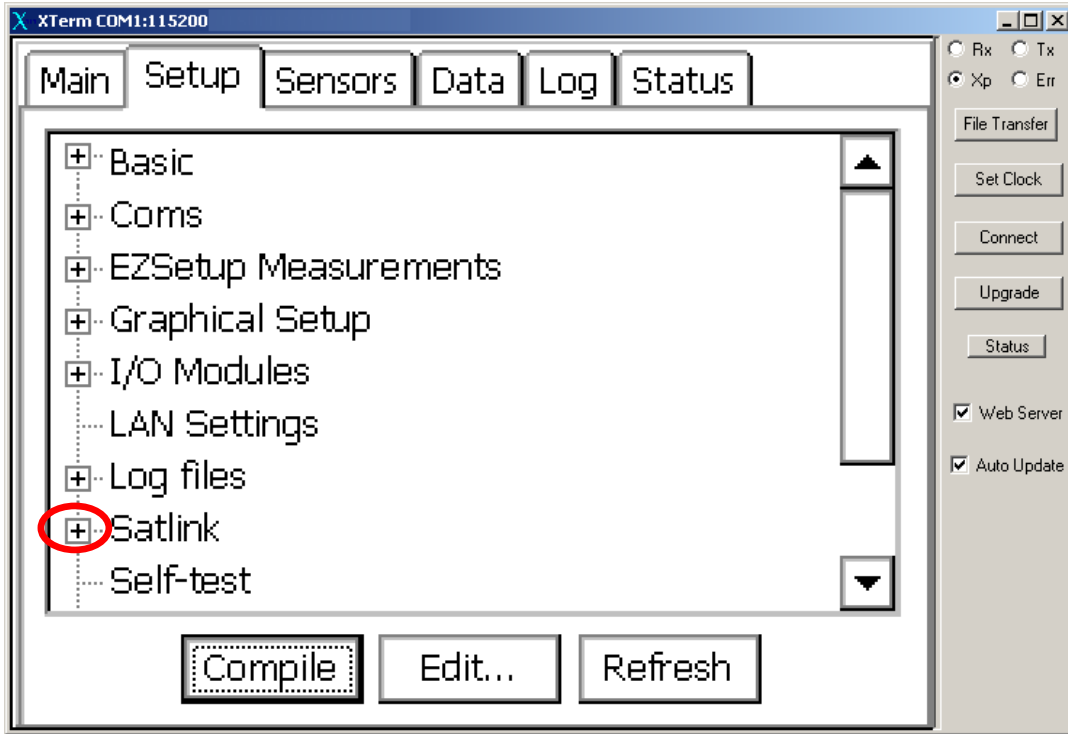 XTerm COM1:115200
Main Setup Sensors Data Log Status
Basic
Coms
EZSetup Measurements
Graphical Setup
I/O Modules
LAN Settings
Log files
Satlink
Self-test
Compile Edit... Refresh
Rx Tx
Xp Err
File Transfer
Set Clock
Connect
Upgrade
Status
Web Server
Auto Update